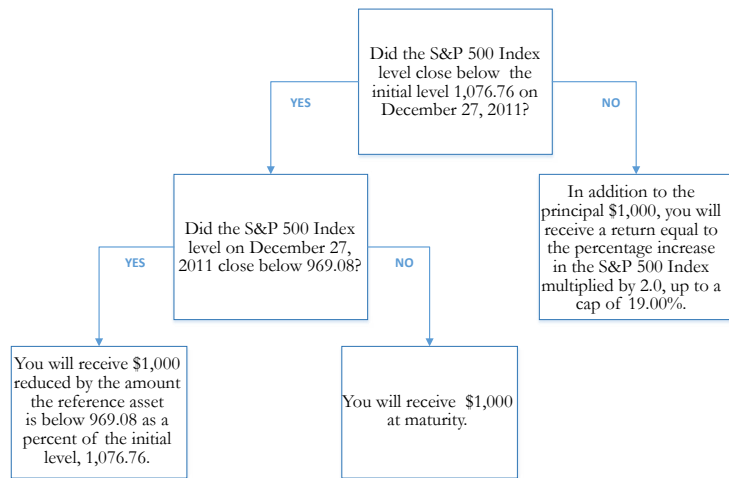 Did the S&P 500 Index
level close below the
initial level 1,076.76 on
December 27, 2011?
YES
NO
Did the S&P 500 Index
level on December 27,
2011 close below 969.08?
In addition to the
principal $1,000, you will
receive a return equal to
the percentage increase
in the S&P 500 Index
multiplied by 2.0, up to a
cap of 19.00%.
YES
NO
You will receive $1,000
reduced by the amount
the reference asset
is below 969.08 as a
percent of the initial
level, 1,076.76.
You will receive $1,000
at maturity.